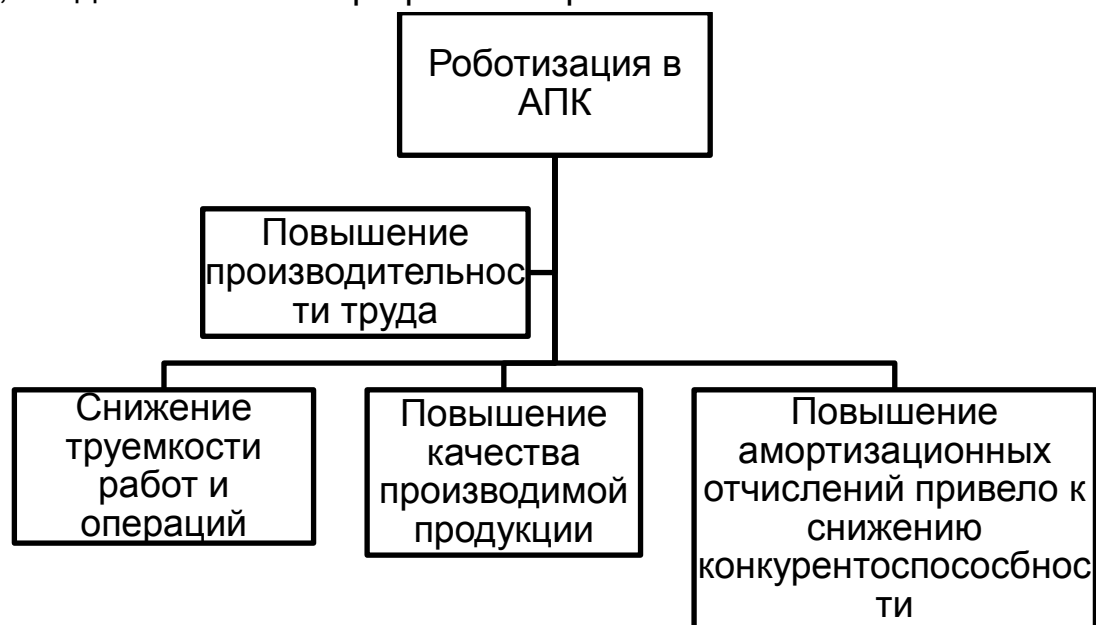 Роботизация в
АПК
Повышение
производительнос
ти труда
Снижение
труемкости
работ и
операций
Повышение
качества
производимой
продукции
Повышение
амортизационных
отчислений привело к
снижению
конкурентоспососбнос
ти